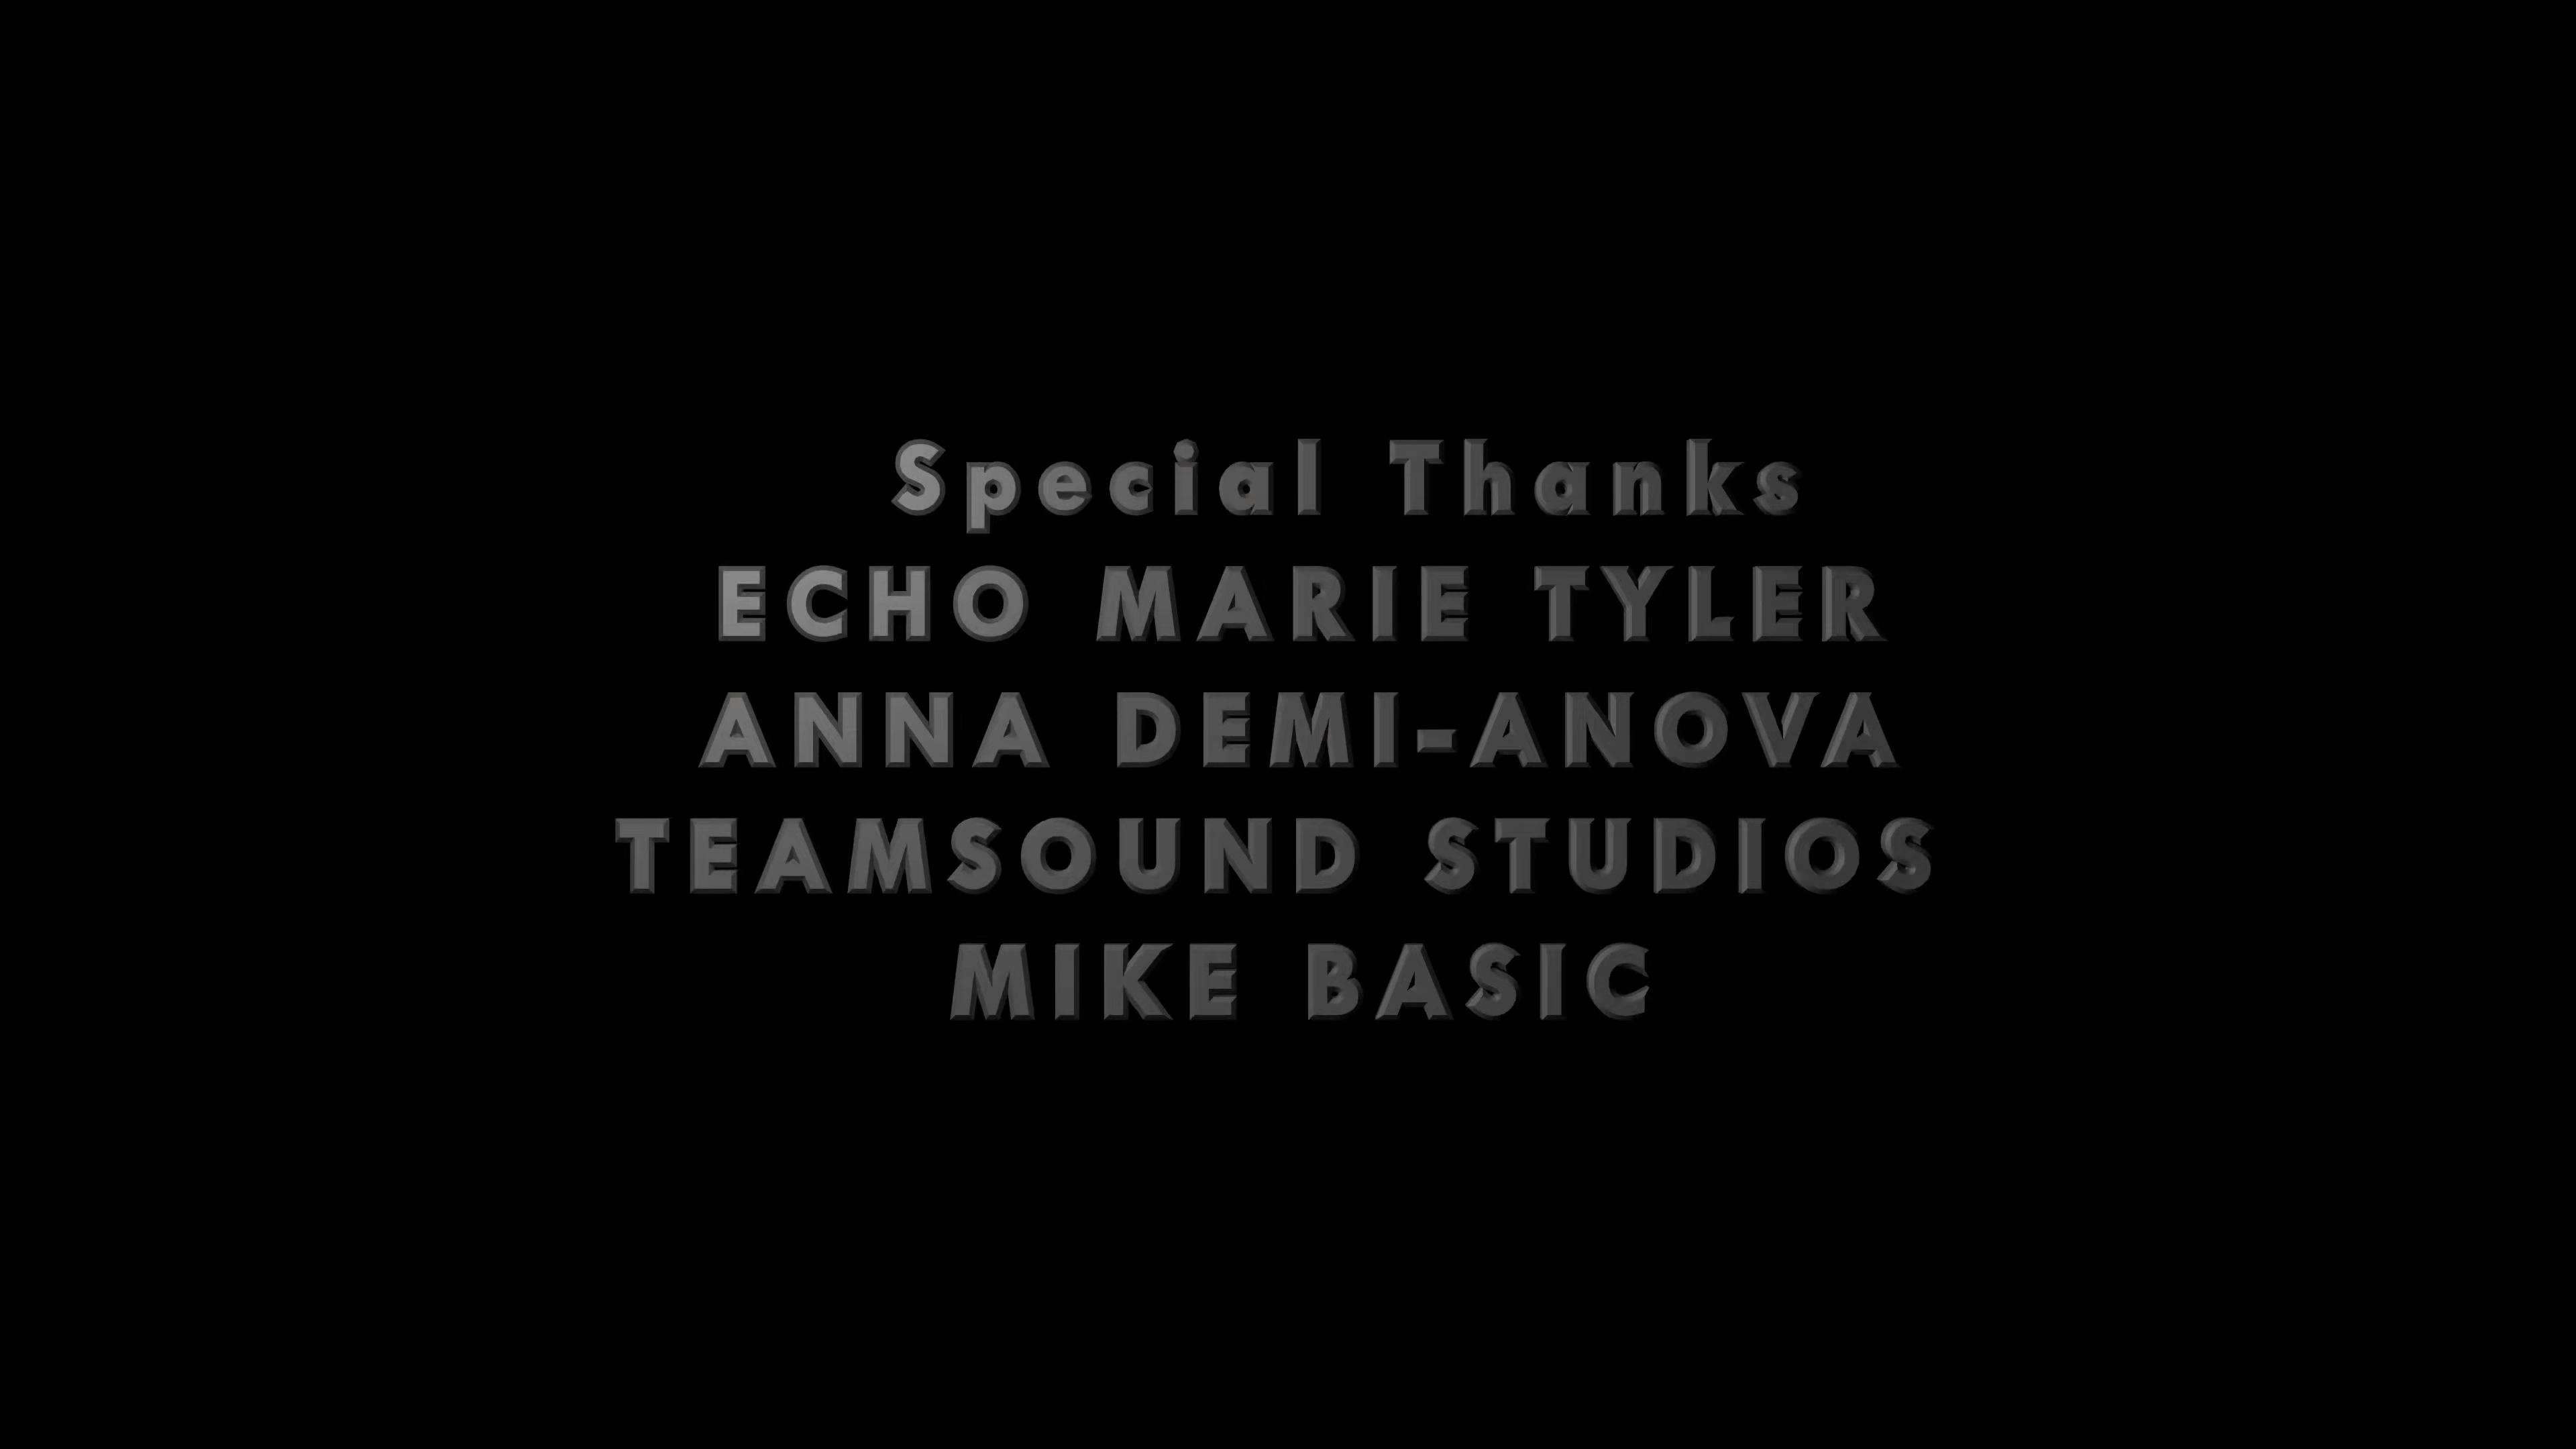 Special Thanks
ECHO MARIE TYLER
ANNA DEMI-ANOVA
TEAMSOUND STUDIOS
MIKE BASIC